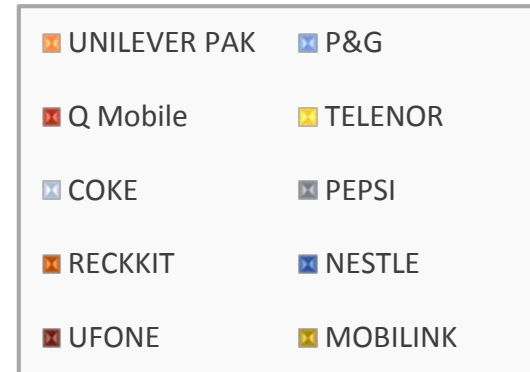 UNILEVER PAK P&G
Q Mobile TELENOR
COKE PEPSI
RECKKIT NESTLE
UFONE MOBILINK